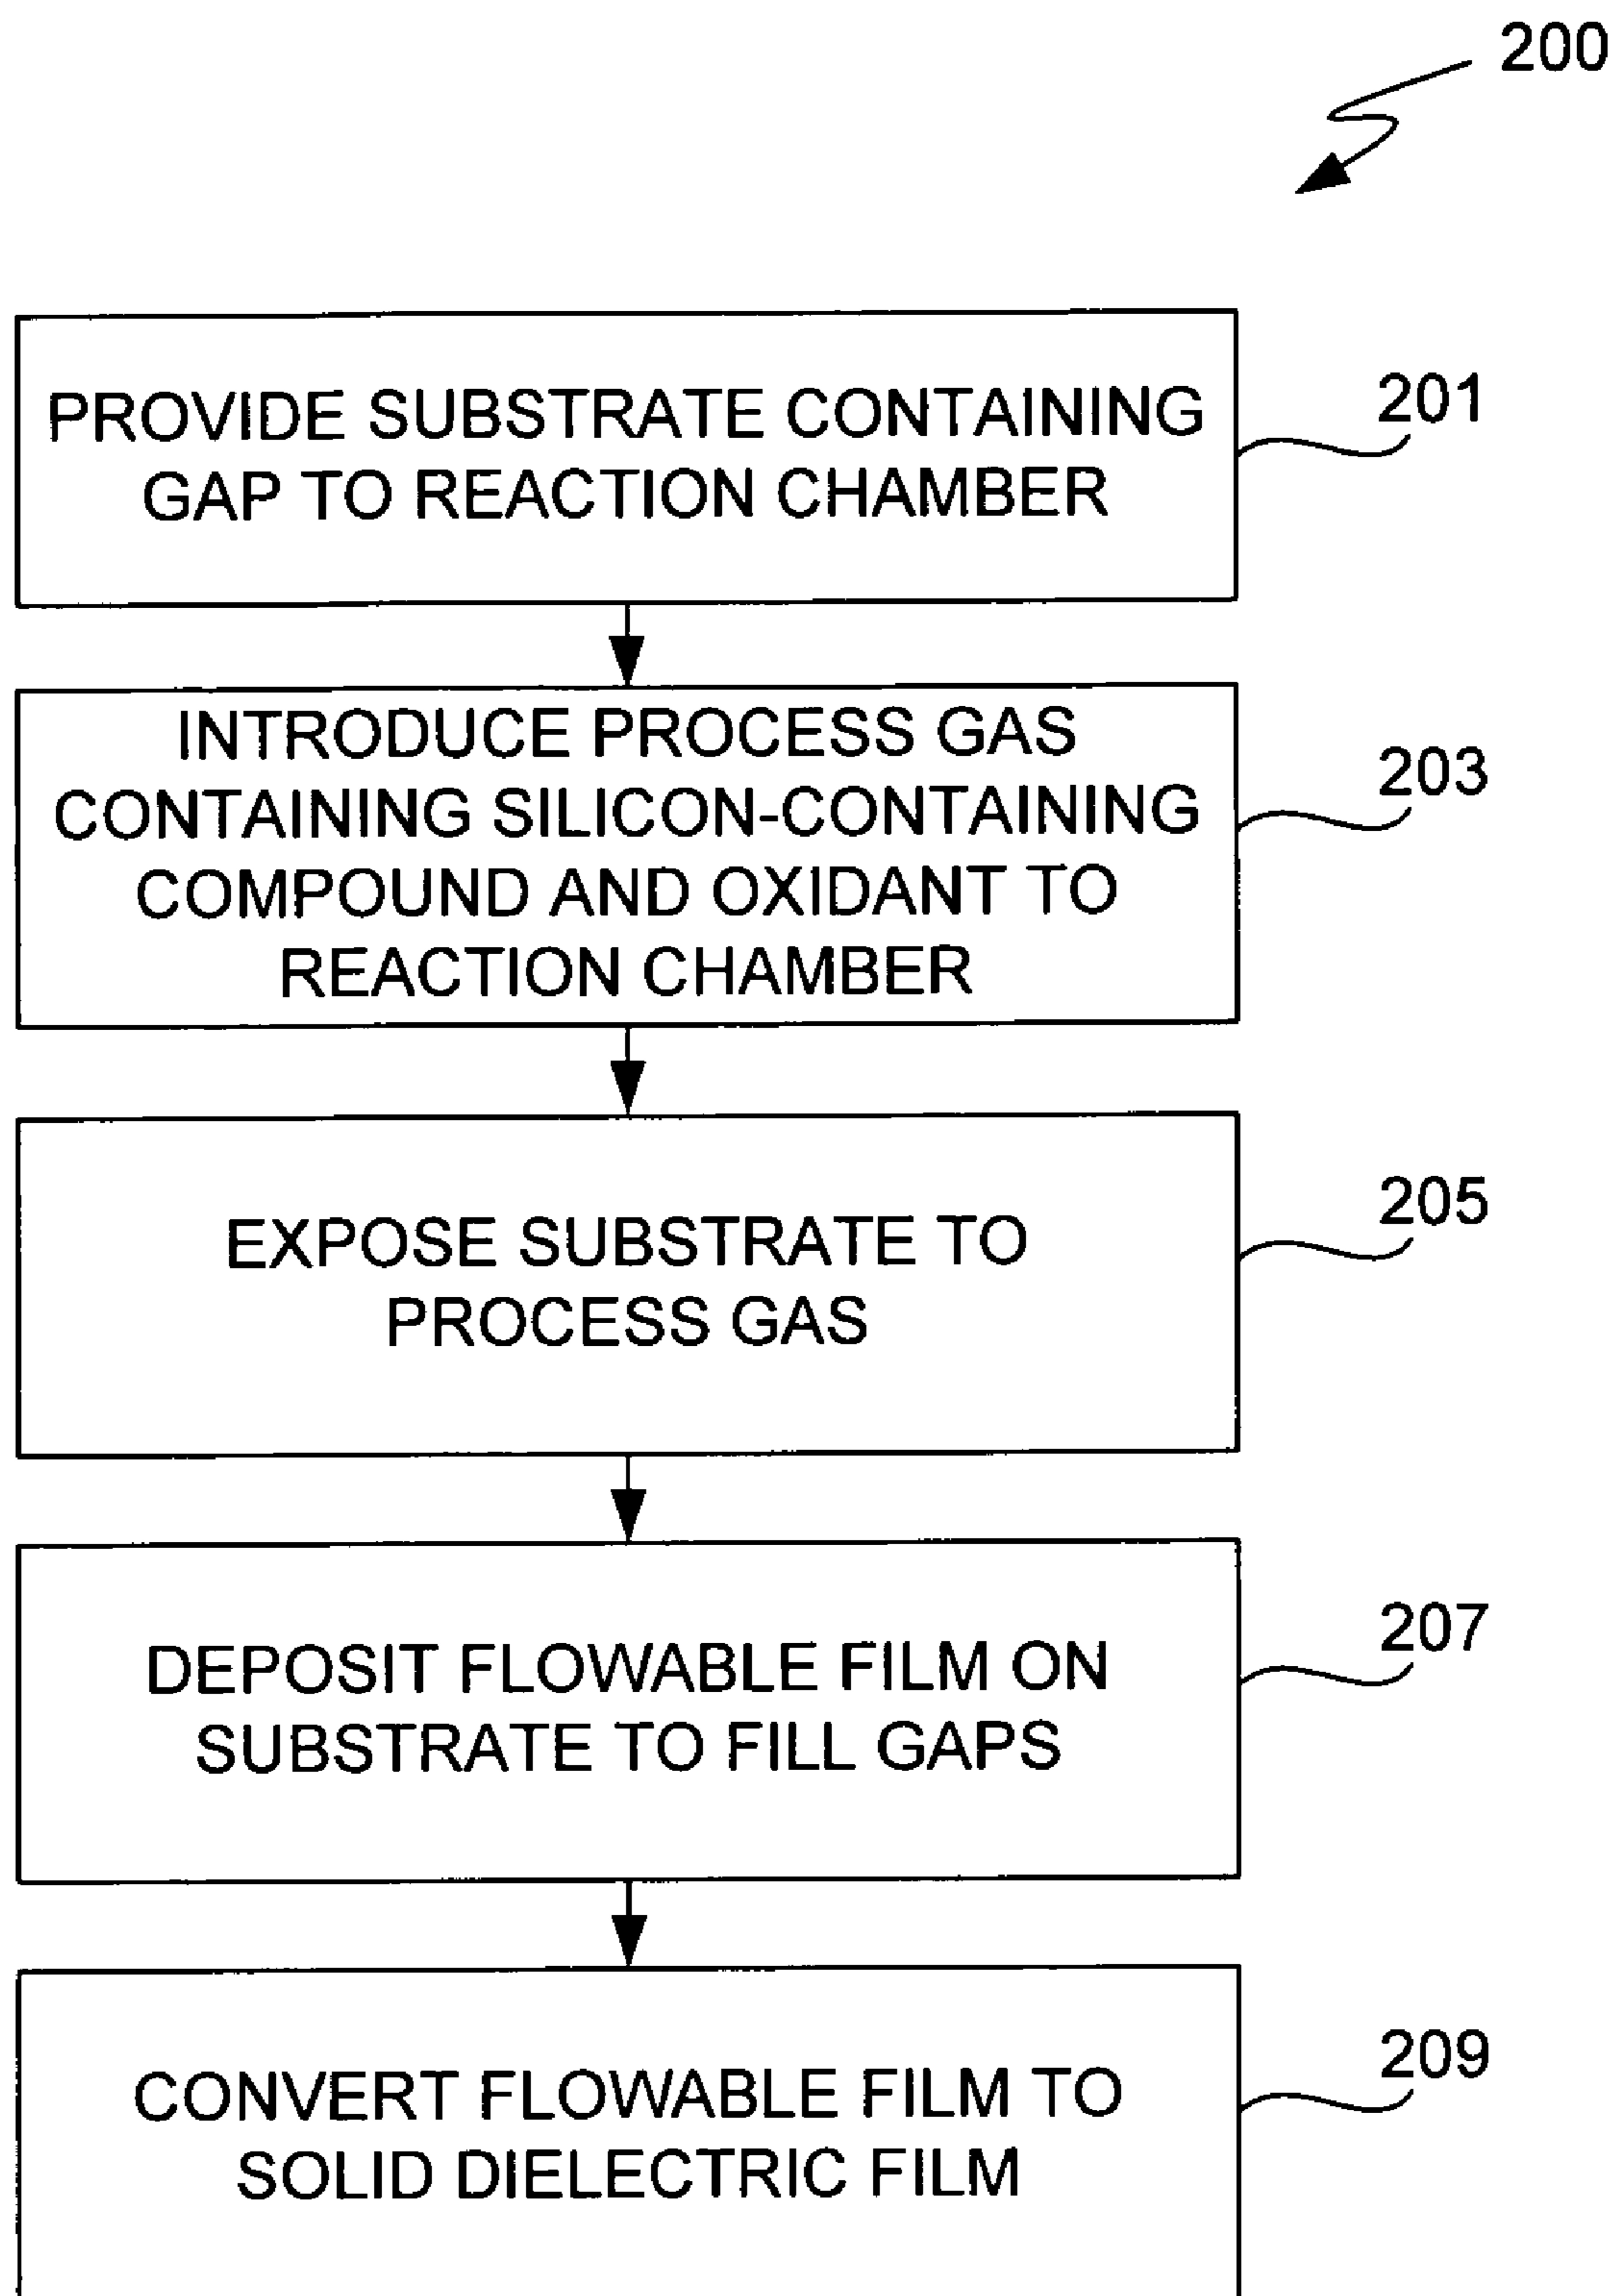 200
PROVIDE SUBSTRATE CONTAINING
GAP TO REACTION CHAMBER
201
INTRODUCE PROCESS GAS
CONTAINING SILICON-CONTAINING
COMPOUND AND OXIDANT TO
REACTION CHAMBER
203
EXPOSE SUBSTRATE TO
PROCESS GAS
205
DEPOSIT FLOWABLE FILM ON
SUBSTRATE TO FILL GAPS
207
CONVERT FLOWABLE FILM TO
SOLID DIELECTRIC FILM
209